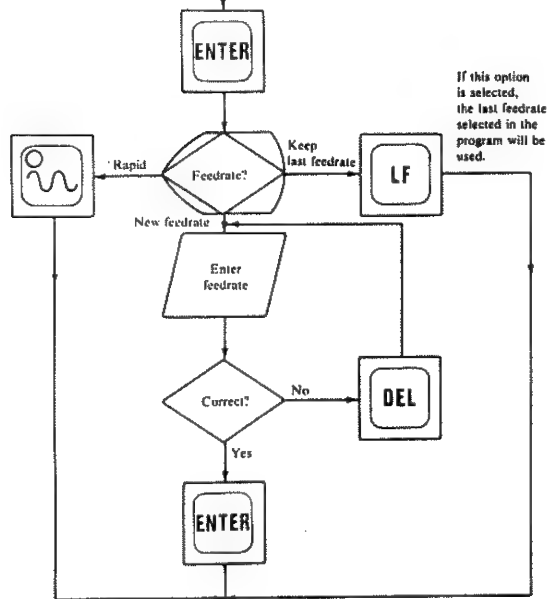 ENTER
If this option
is selected,
the last feedrate
selected in the
program will be
used.
Rapid
Feedrate?
Keep
last feedrate
LF
New feedrate
Enter
feedrate
Correct?
No
DEL
Yes
ENTER